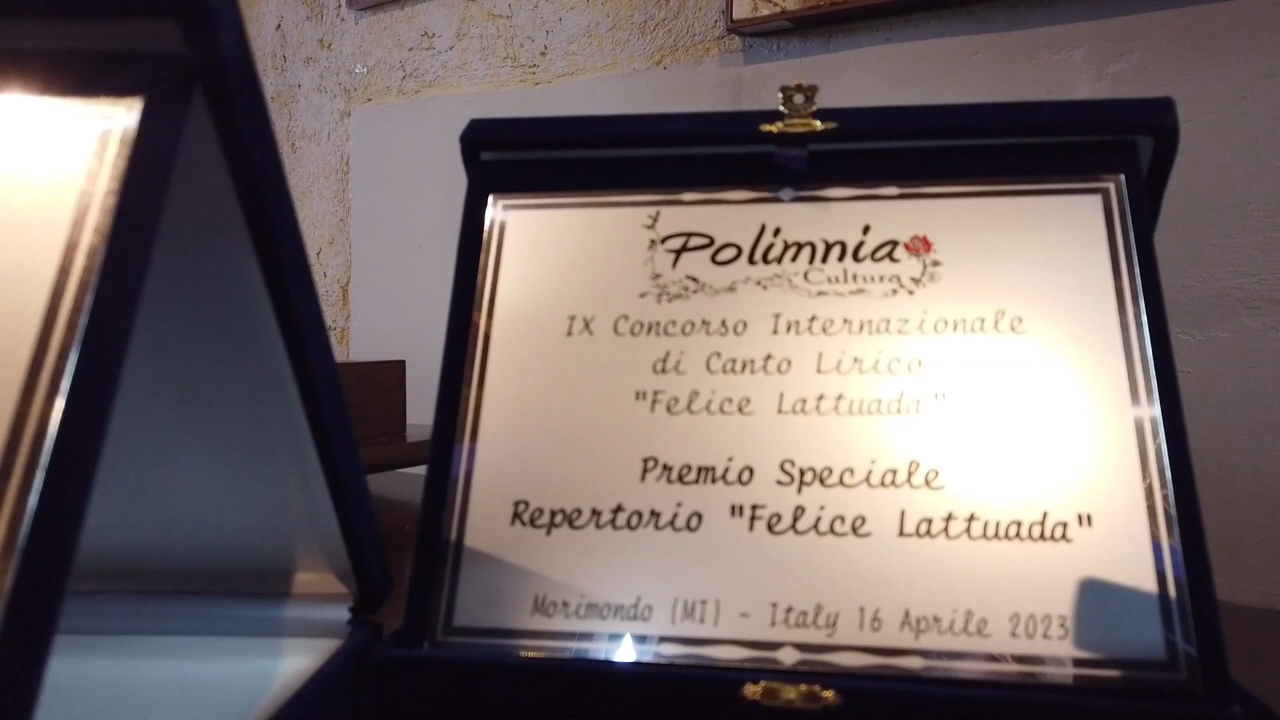 Polimnia
Cultura ®
IX Concorso Internazionale
di Canto Lirico
"Felice Lattuada"
Premio Speciale
Repertorio "Felice Lattuada"
Morimondo (MI) - Italy 16 Aprile 2023